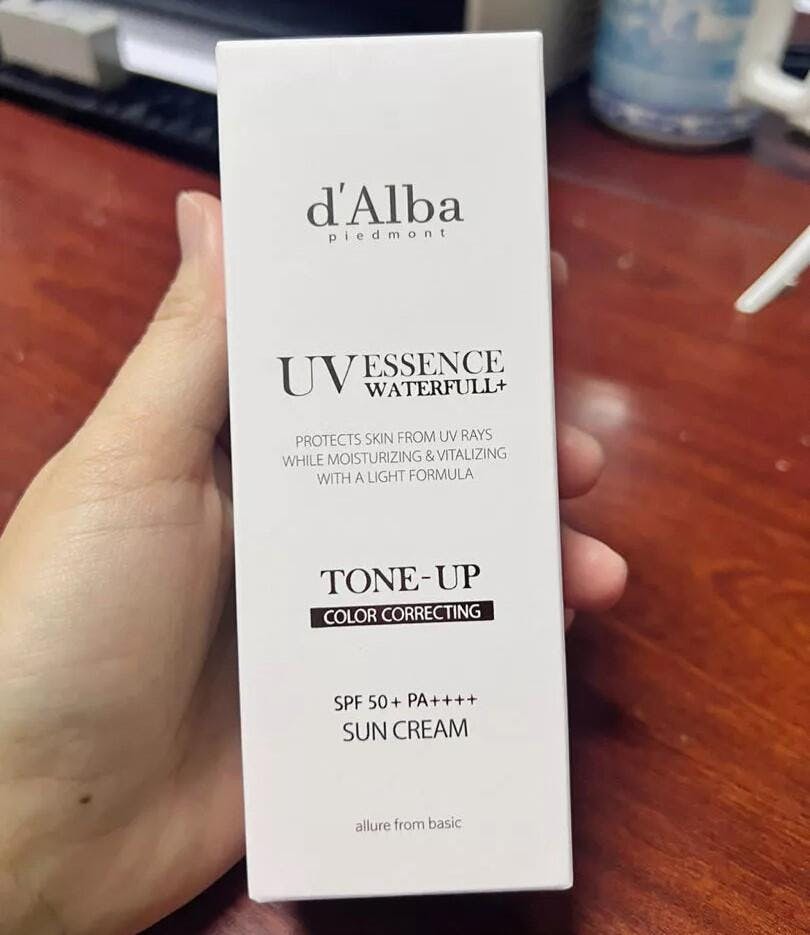 d'Alba
piedmont
UV ESSENCE
WATERFULL+
PROTECTS SKIN FROM UV RAYS
WHILE MOISTURIZING & VITALIZING
WITH A LIGHT FORMULA
TONE-UP
COLOR CORRECTING
SPF 50+ PA++++
SUN CREAM
allure from basic